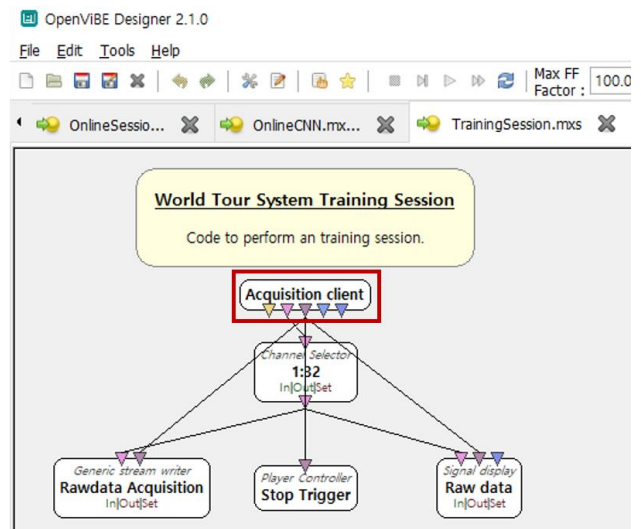 OpenViBE Designer 2.1.0
File Edit Tools Help
Max FF
Factor : 100.0
OnlineSessio... OnlineCNN.mx... TrainingSession.mxs
World Tour System Training Session
Code to perform an training session.
Acquisition client
Channel Selector
1:32
In|Out|Set
Generic stream writer
Rawdata Acquisition
In|Out|Set
Player Controller
Stop Trigger
Signal display
Raw data
In|Out|Set